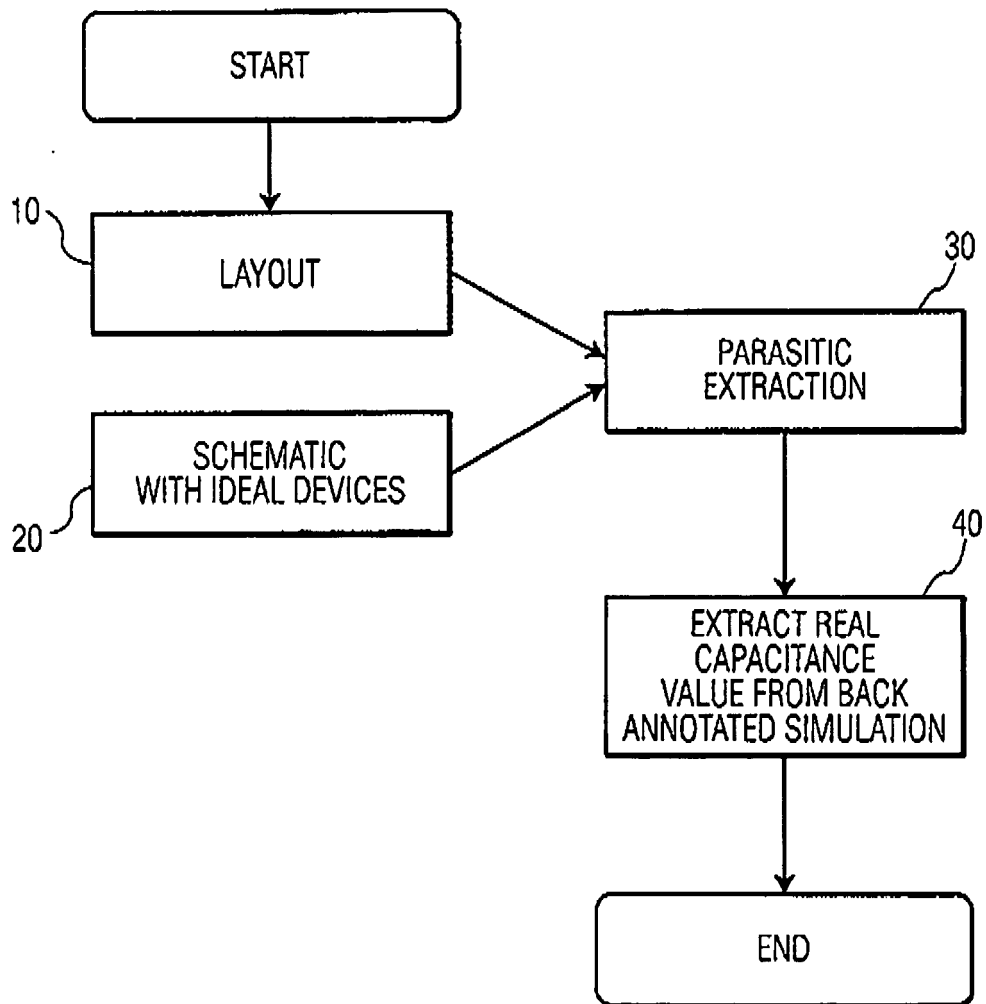 START
10
LAYOUT
30
PARASITIC
EXTRACTION
SCHEMATIC
WITH IDEAL DEVICES
20
40
EXTRACT REAL
CAPACITANCE
VALUE FROM BACK
ANNOTATED SIMULATION
END